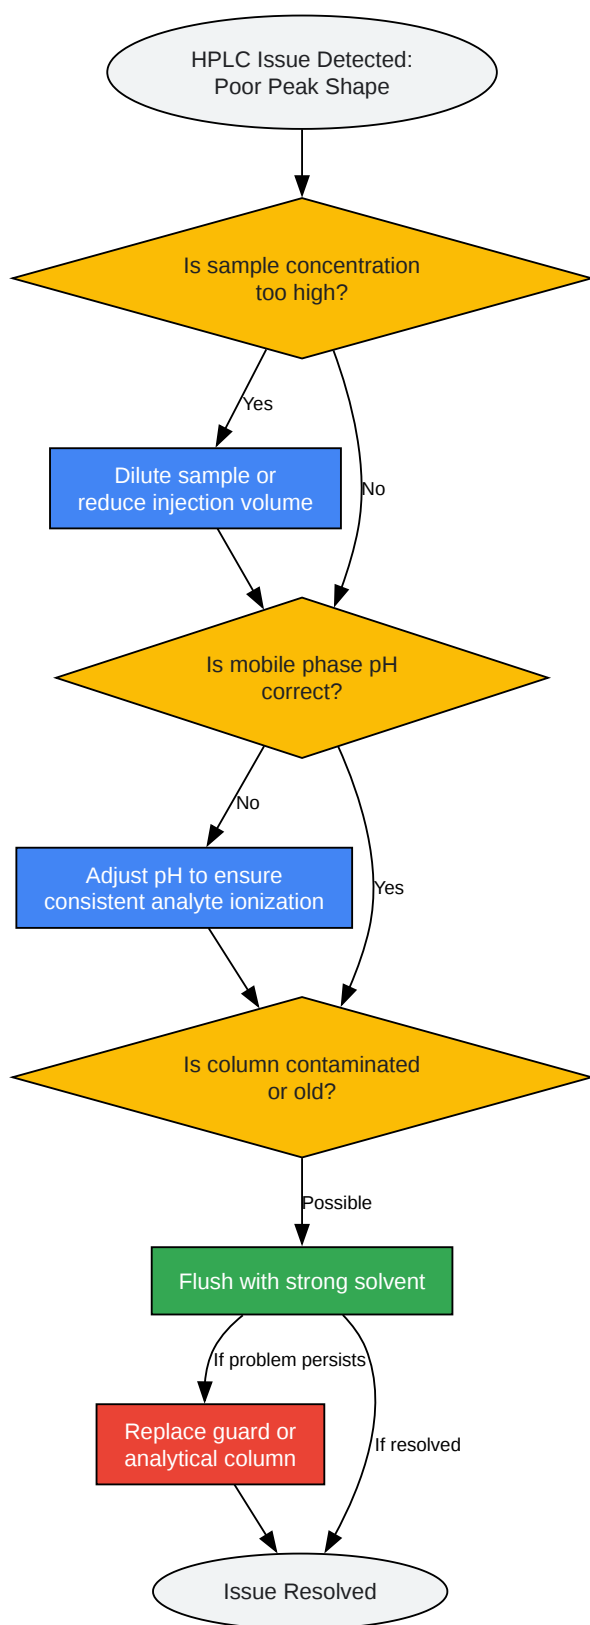 HPLC Issue Detected:
Poor Peak Shape
Is sample concentration
too high?
Yes
Dilute sample or
reduce injection volume
No
Is mobile phase pH
correct?
No
Adjust pH to ensure
consistent analyte ionization
Yes
Is column contaminated
or old?
Possible
Flush with strong solvent
If problem persists
Replace guard or
analytical column
If resolved
Issue Resolved